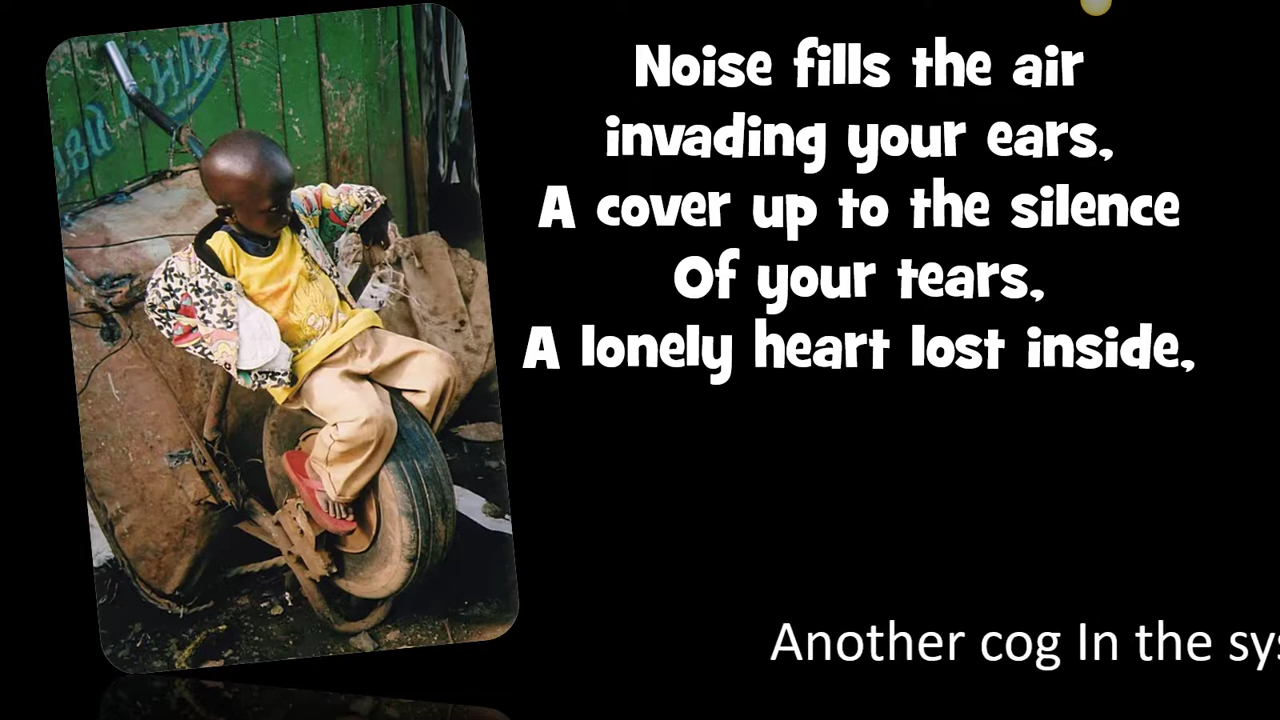 Noise fills the air
invading your ears,
A cover up to the silence
Of your tears,
A lonely heart lost inside,
Another cog In the sys